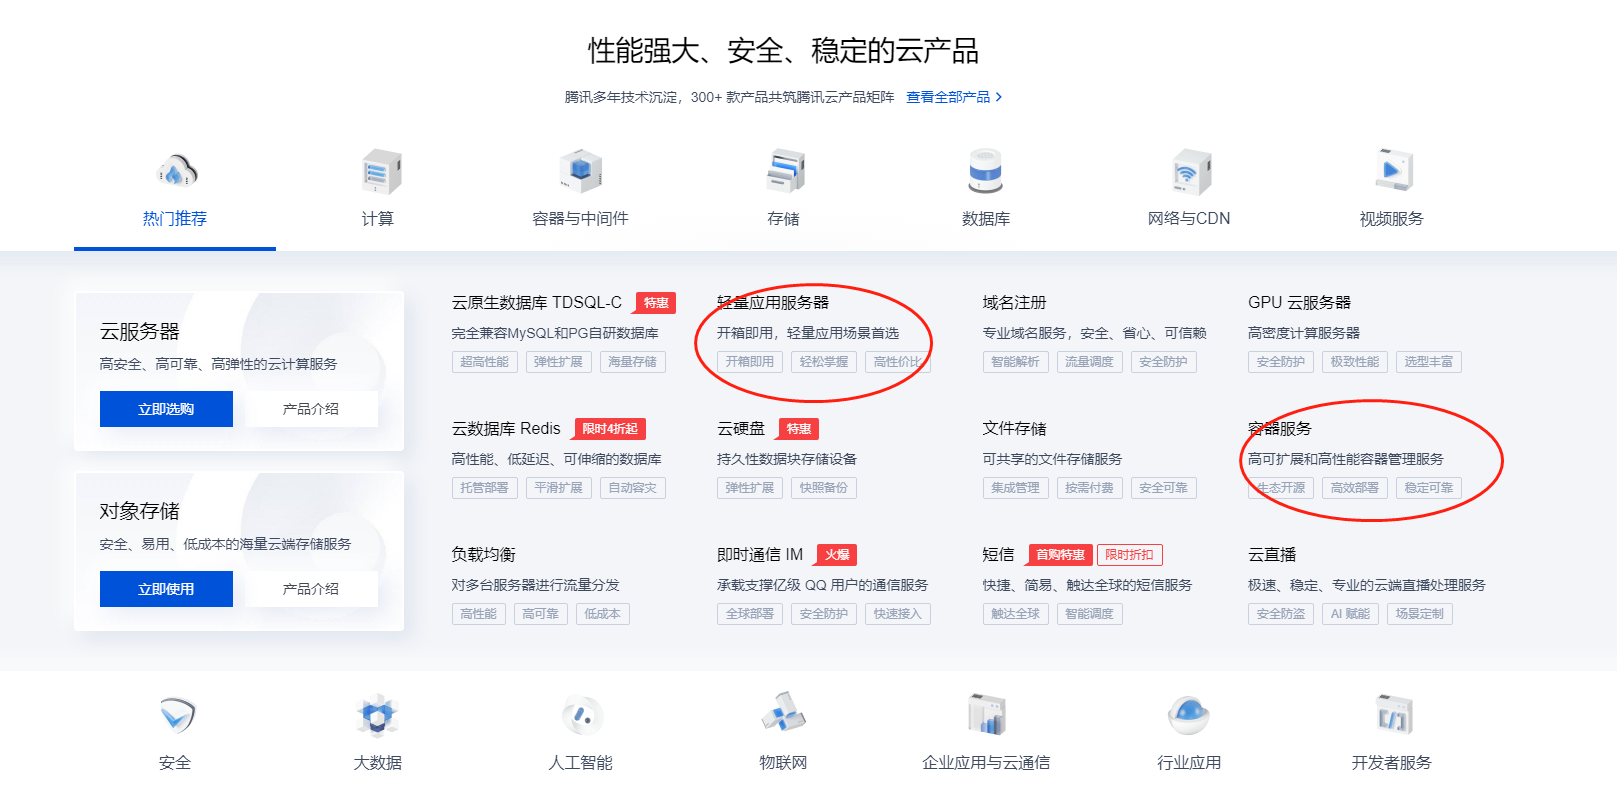 性能强大、安全、稳定的云产品
腾讯多年技术沉淀，300+ 款产品共筑腾讯云产品矩阵 查看全部产品 >
热门推荐
计算
容器与中间件
存储
数据库
网络与CDN
视频服务
云服务器
高安全、高可靠、高弹性的云计算服务
立即选购 产品介绍
对象存储
安全、易用、低成本的海量云端存储服务
立即使用 产品介绍
云原生数据库 TDSQL-C 特惠
完全兼容MySQL和PG自研数据库
超高性能 弹性扩展 海量存储
轻量应用服务器
开箱即用，轻量应用场景首选
开箱即用 轻松掌握 高性价比
域名注册
专业域名服务，安全、省心、可信赖
智能解析 流量调度 安全防护
GPU 云服务器
高密度计算服务器
安全防护 极致性能 选型丰富
云数据库 Redis 限时4折起
高性能、低延迟、可伸缩的数据库
托管部署 平滑扩展 自动容灾
云硬盘 特惠
持久性数据块存储设备
弹性扩展 快照备份
文件存储
可共享的文件存储服务
集成管理 按需付费 安全可靠
容器服务
高可扩展和高性能容器管理服务
生态开源 高效部署 稳定可靠
负载均衡
对多台服务器进行流量分发
高性能 高可靠 低成本
即时通信 IM 火爆
承载支撑亿级 QQ 用户的通信服务
全球部署 安全防护 快速接入
短信 首购特惠 限时折扣
快捷、简易、触达全球的短信服务
触达全球 智能调度
云直播
极速、稳定、专业的云端直播处理服务
安全防盗 AI 赋能 场景定制
安全
大数据
人工智能
物联网
企业应用与云通信
行业应用
开发者服务